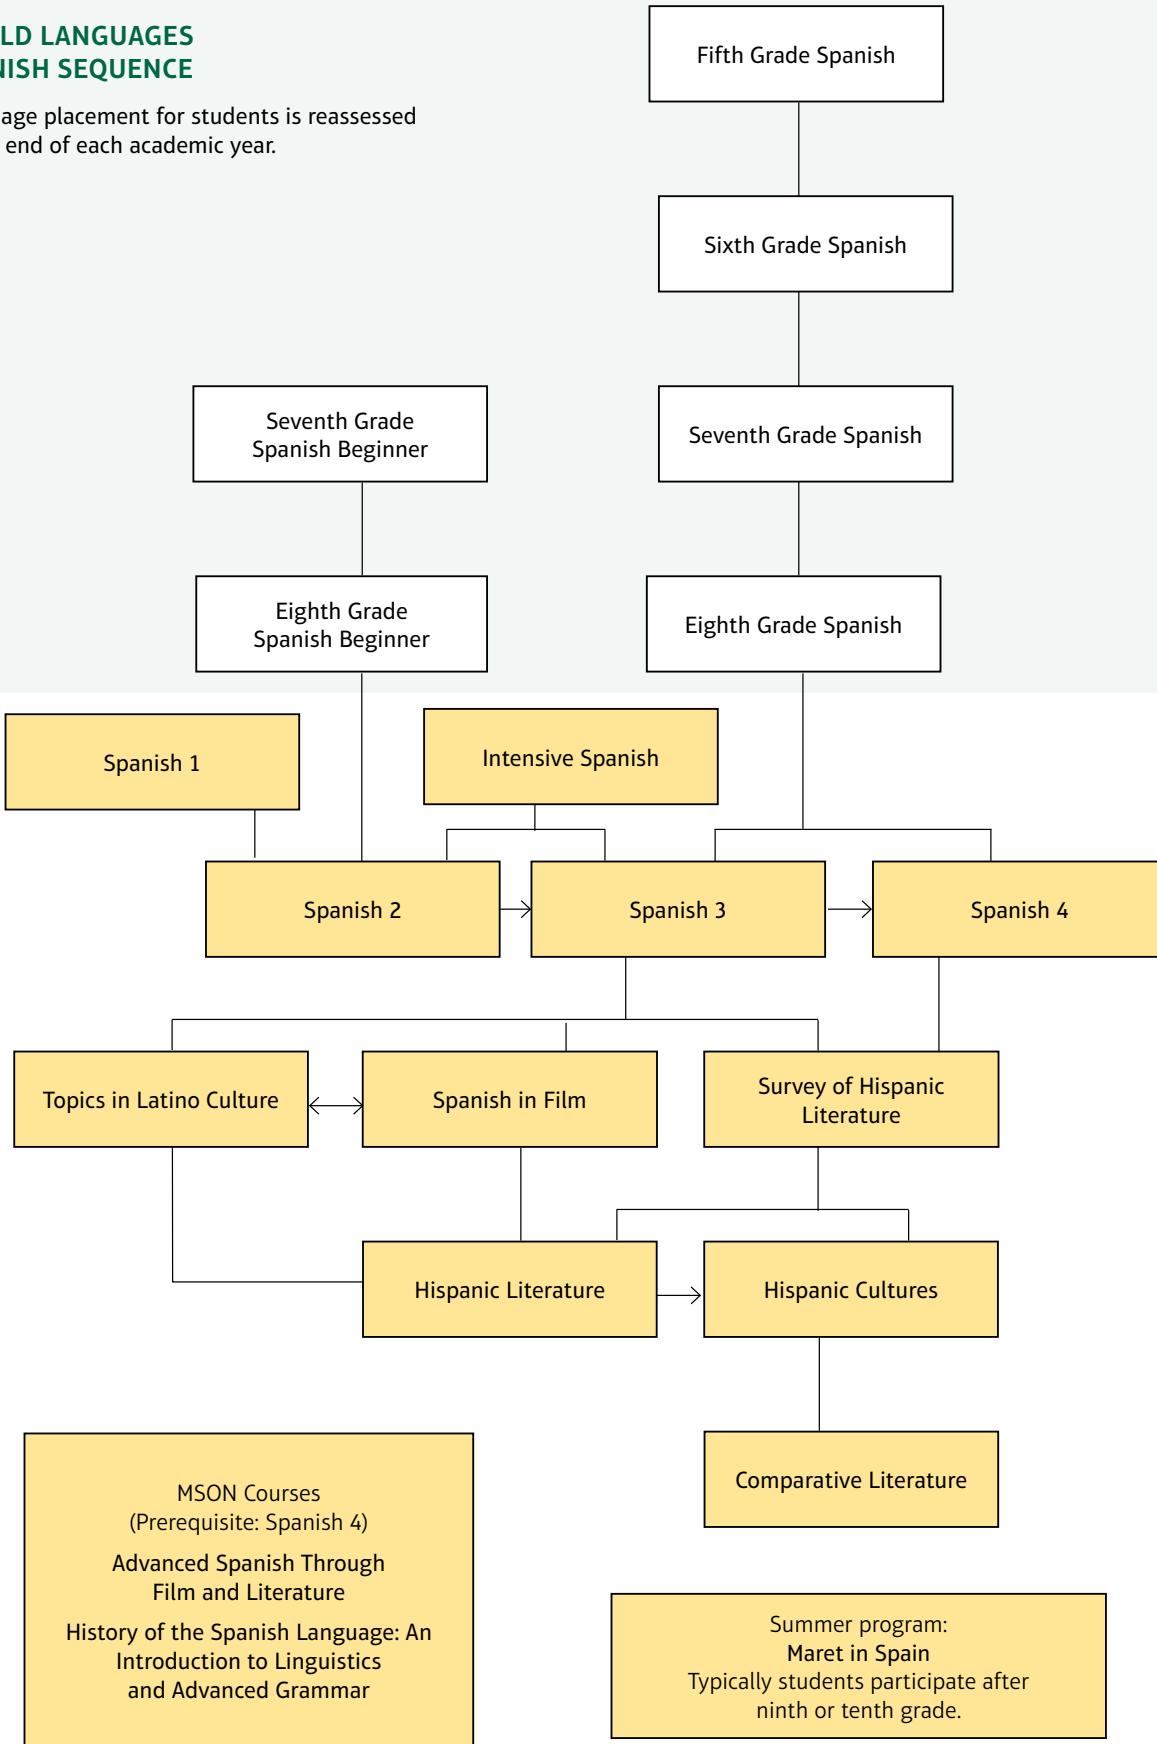 LD LANGUAGES
NISH SEQUENCE
age placement for students is reassessed
end of each academic year.
Fifth Grade Spanish
Sixth Grade Spanish
Seventh Grade
Spanish Beginner
Seventh Grade Spanish
Eighth Grade
Spanish Beginner
Eighth Grade Spanish
Spanish 1
Intensive Spanish
Spanish 2
Spanish 3
Spanish 4
Topics in Latino Culture
Spanish in Film
Survey of Hispanic
Literature
Hispanic Literature
Hispanic Cultures
Comparative Literature
MSON Courses
(Prerequisite: Spanish 4)
Advanced Spanish Through
Film and Literature
History of the Spanish Language: An
Introduction to Linguistics
and Advanced Grammar
Summer program:
Maret in Spain
Typically students participate after
ninth or tenth grade.